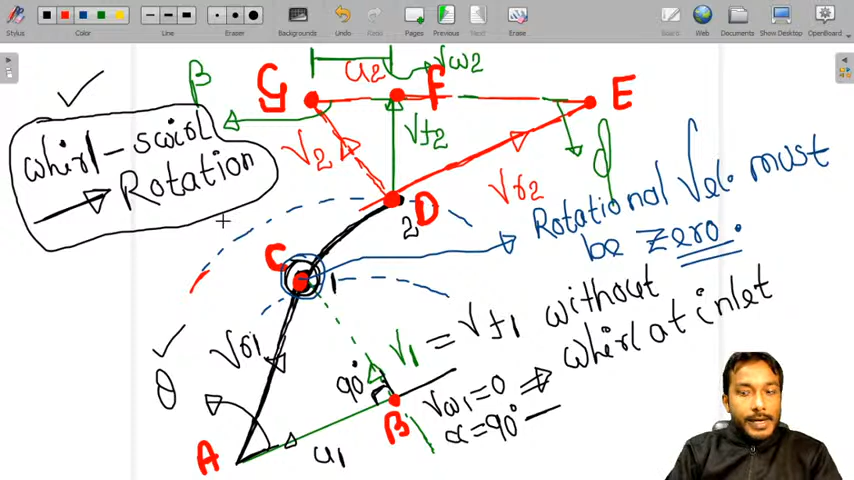 Color
Line
Eraser
Backgrounds
Undo
Redo
Pages
Previous
Next
Erase
Board
Web
Documents
Show Desktop
OpenBoard
β
G
u2
Vw2
F
E
whirl - swirl
Rotation
V2
Vf2
Vr2
2
D
Rotational Vel. must
be zero.
C
1
Vr1
θ
90°
V1 = Vf1 without
whirl at inlet
Vw1=0 ⇒
α=90°
B
A
u1